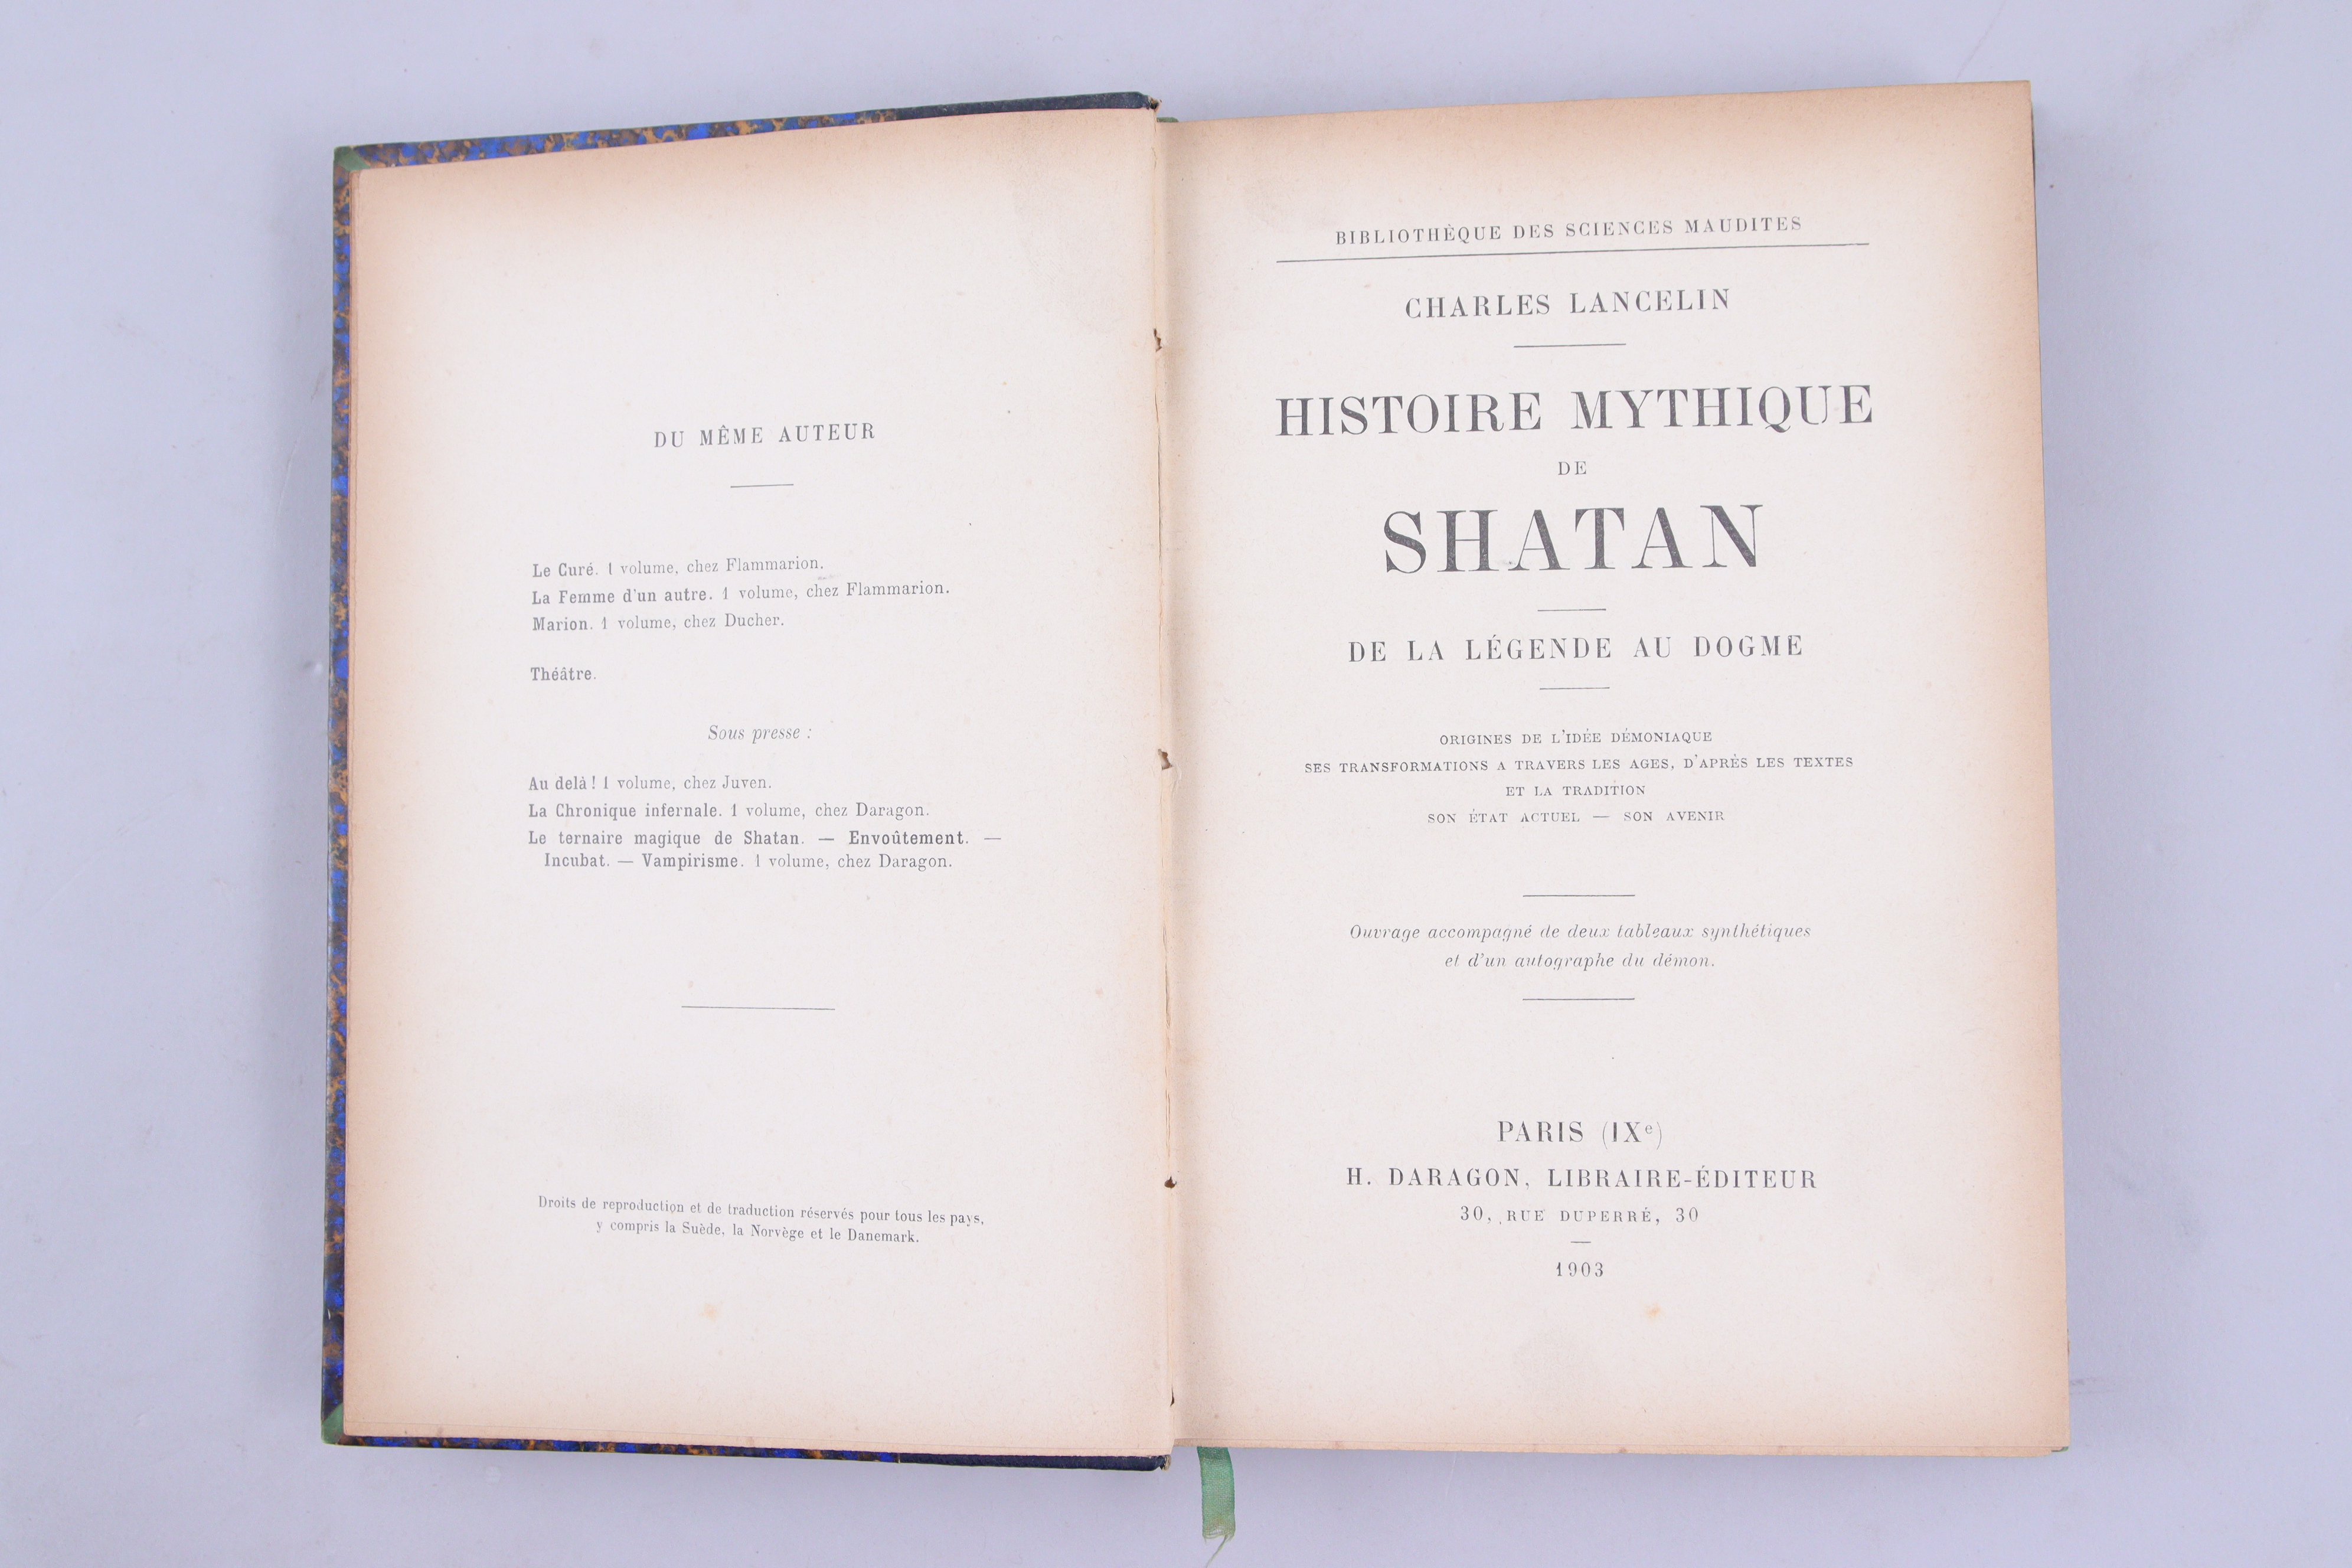 DU MÊME AUTEUR
Le Curé. 1 volume, chez Flammarion.
La Femme d'un autre. 1 volume, chez Flammarion.
Marion. 1 volume, chez Ducher.
Théâtre.
Sous presse :
Au delà ! 1 volume, chez Juven.
La Chronique infernale. 1 volume, chez Daragon.
Le ternaire magique de Shatan. — Envoûtement. —
Incubat. — Vampirisme. 1 volume, chez Daragon.
Droits de reproduction et de traduction réservés pour tous les pays,
y compris la Suède, la Norvège et le Danemark.
BIBLIOTHÈQUE DES SCIENCES MAUDITES
CHARLES LANCELIN
HISTOIRE MYTHIQUE
DE
SHATAN
DE LA LÉGENDE AU DOGME
ORIGINES DE L'IDÉE DÉMONIAQUE
SES TRANSFORMATIONS A TRAVERS LES AGES, D'APRÈS LES TEXTES
ET LA TRADITION
SON ÉTAT ACTUEL — SON AVENIR
Ouvrage accompagné de deux tableaux synthétiques
et d'un autographe du démon.
PARIS (IXe)
H. DARAGON, LIBRAIRE-ÉDITEUR
30, RUE DUPERRÉ, 30
1903